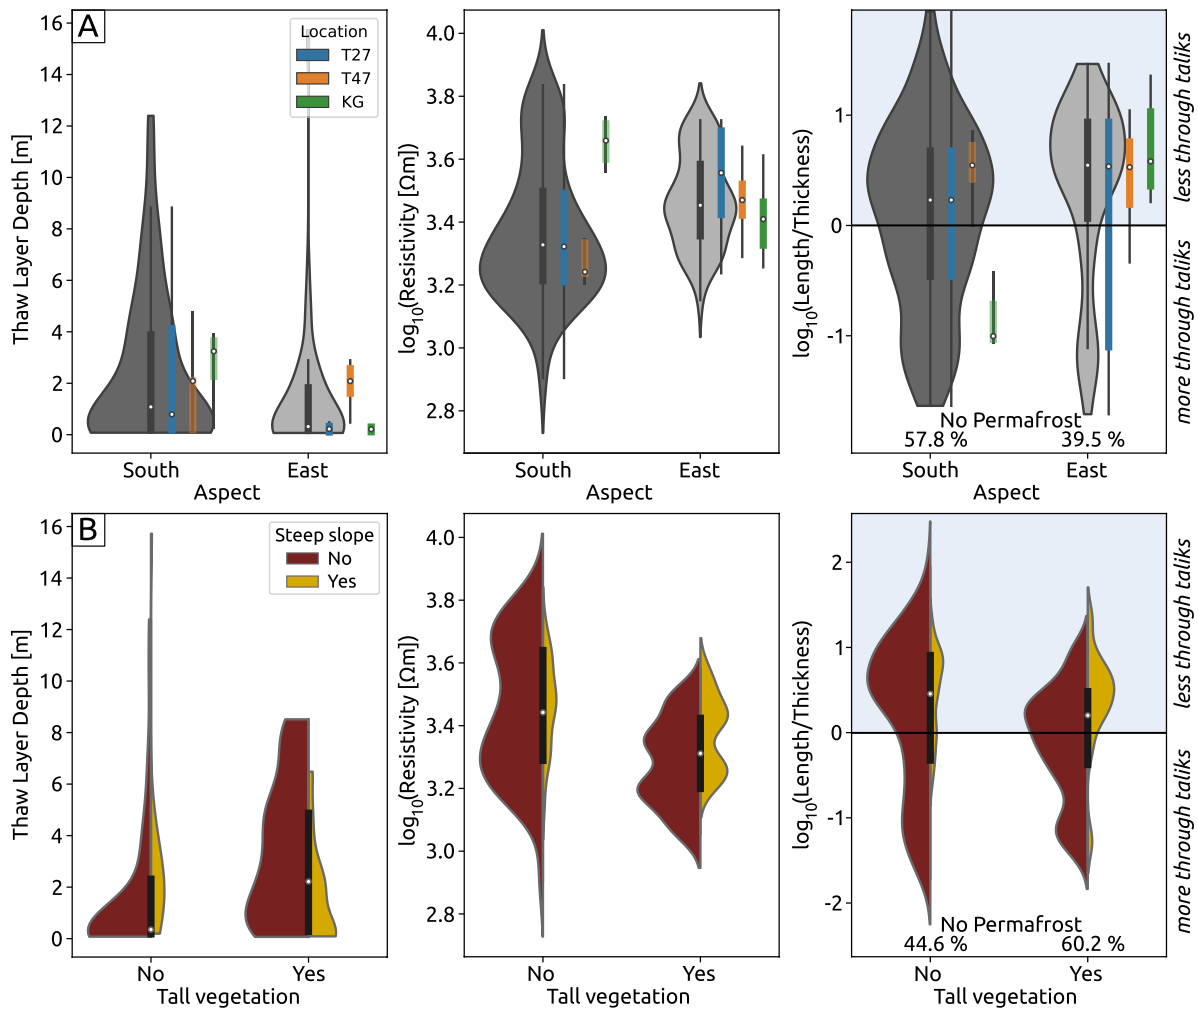 A
Location
T27
T47
KG
16
14
12
10
8
6
4
2
0
Thaw Layer Depth [m]
South
East
Aspect
4.0
3.8
3.6
3.4
3.2
3.0
2.8
log10(Resistivity [Ωm])
South
East
Aspect
1
0
-1
log10(Length/Thickness)
less through taliks
more through taliks
No Permafrost
57.8 %
39.5 %
South
East
Aspect
B
Steep slope
No
Yes
16
14
12
10
8
6
4
2
0
Thaw Layer Depth [m]
No
Yes
Tall vegetation
4.0
3.8
3.6
3.4
3.2
3.0
2.8
log10(Resistivity [Ωm])
No
Yes
Tall vegetation
2
1
0
-1
-2
log10(Length/Thickness)
less through taliks
more through taliks
No Permafrost
44.6 %
60.2 %
No
Yes
Tall vegetation